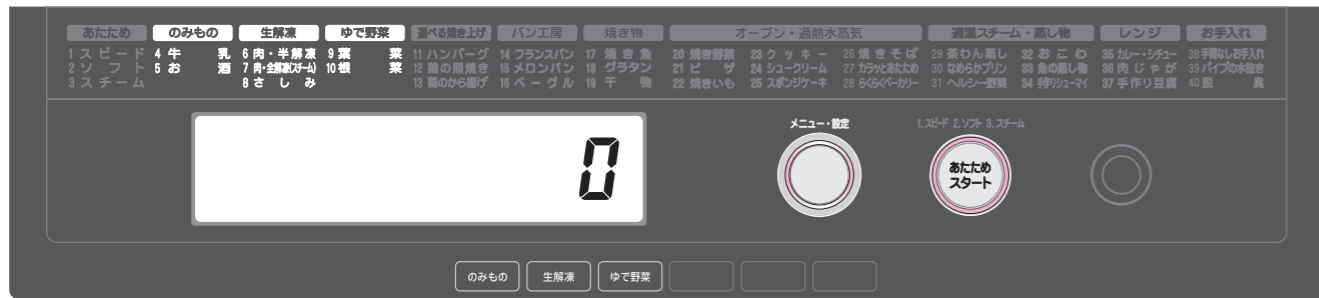 あたため のみもの 生解凍 ゆで野菜 選べる焼き上げ パン工房 焼き物 オーブン・過熱水蒸気 適温スチーム・蒸し物 レンジ お手入れ
1 スピード 4 牛乳 6 肉・半解凍 9 葉菜 11 ハンバーグ 14 フランスパン 17 焼き魚 20 焼き野菜 23 クッキー 26 焼きそば 29 茶わん蒸し 32 おこわ 35 カレー・シチュー 38 手間なしお手入れ
2 ソフト 5 お酒 7 肉・全解凍(スチーム) 10 根菜 12 鶏の照焼き 15 メロンパン 18 グラタン 21 ピザ 24 シュークリーム 27 カラッとあたため 30 なめらかプリン 33 魚の蒸し物 36 肉じゃが 39 パイプの水抜き
3 スチーム 8 さしみ 13 鶏のから揚げ 16 ベーグル 19 干物 22 焼きいも 25 スポンジケーキ 28 らくらくベーカリー 31 ヘルシー野菜 34 手作りシューマイ 37 手作り豆腐 40 脱臭
0
メニュー・設定
1.スピード 2.ソフト 3.スチーム
あたため
スタート
のみもの 生解凍 ゆで野菜